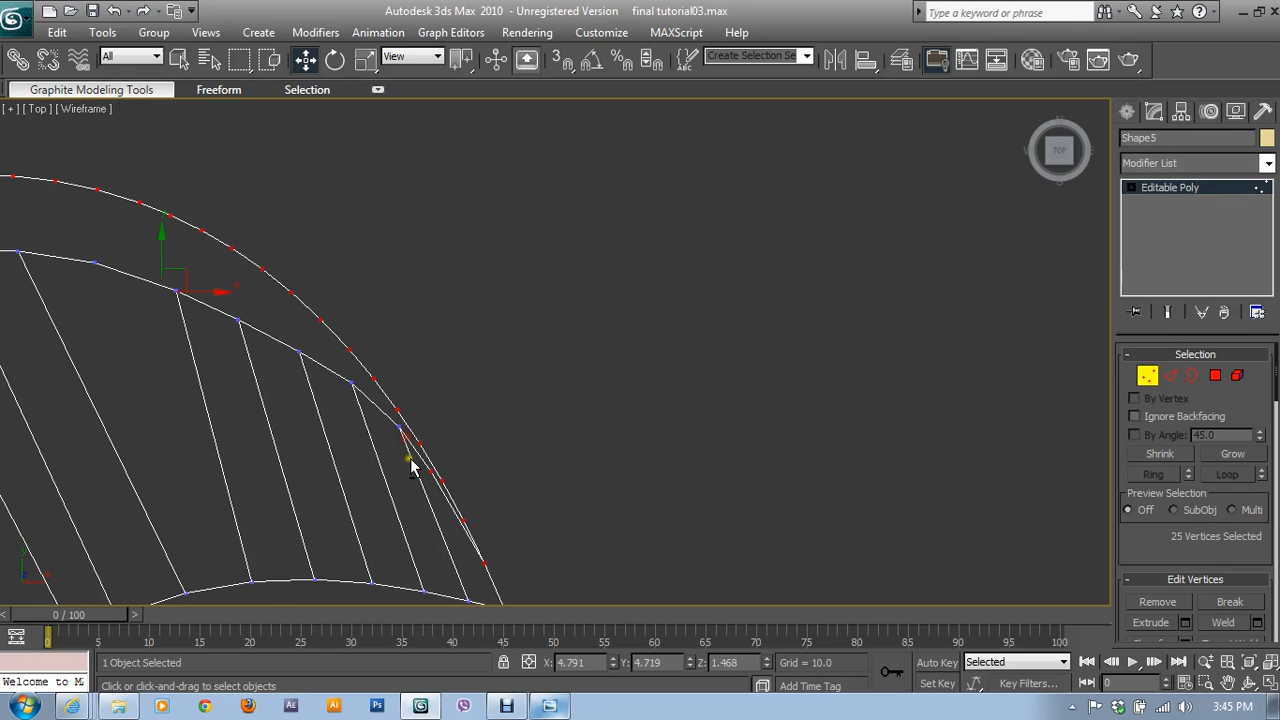 Autodesk 3ds Max 2010 - Unregistered Version final tutorial03.max
Type a keyword or phrase
Edit Tools Group Views Create Modifiers Animation Graph Editors Rendering Customize MAXScript Help
All View Create Selection Se
Graphite Modeling Tools Freeform Selection
[ + ] [ Top ] [ Wireframe ]
TOP
Shape5
Modifier List
Editable Poly
- Selection
By Vertex
Ignore Backfacing
By Angle: 45.0
Shrink Grow
Ring Loop
Preview Selection
Off SubObj Multi
25 Vertices Selected
- Edit Vertices
Remove Break
Extrude Weld
0 / 100
0 5 10 15 20 25 30 35 40 45 50 55 60 65 70 75 80 85 90 95 100
1 Object Selected X: 4.791 Y: 4.719 Z: 1.468 Grid = 10.0 Auto Key Selected
Welcome to M Click or click-and-drag to select objects Add Time Tag Set Key Key Filters... 0
3:45 PM